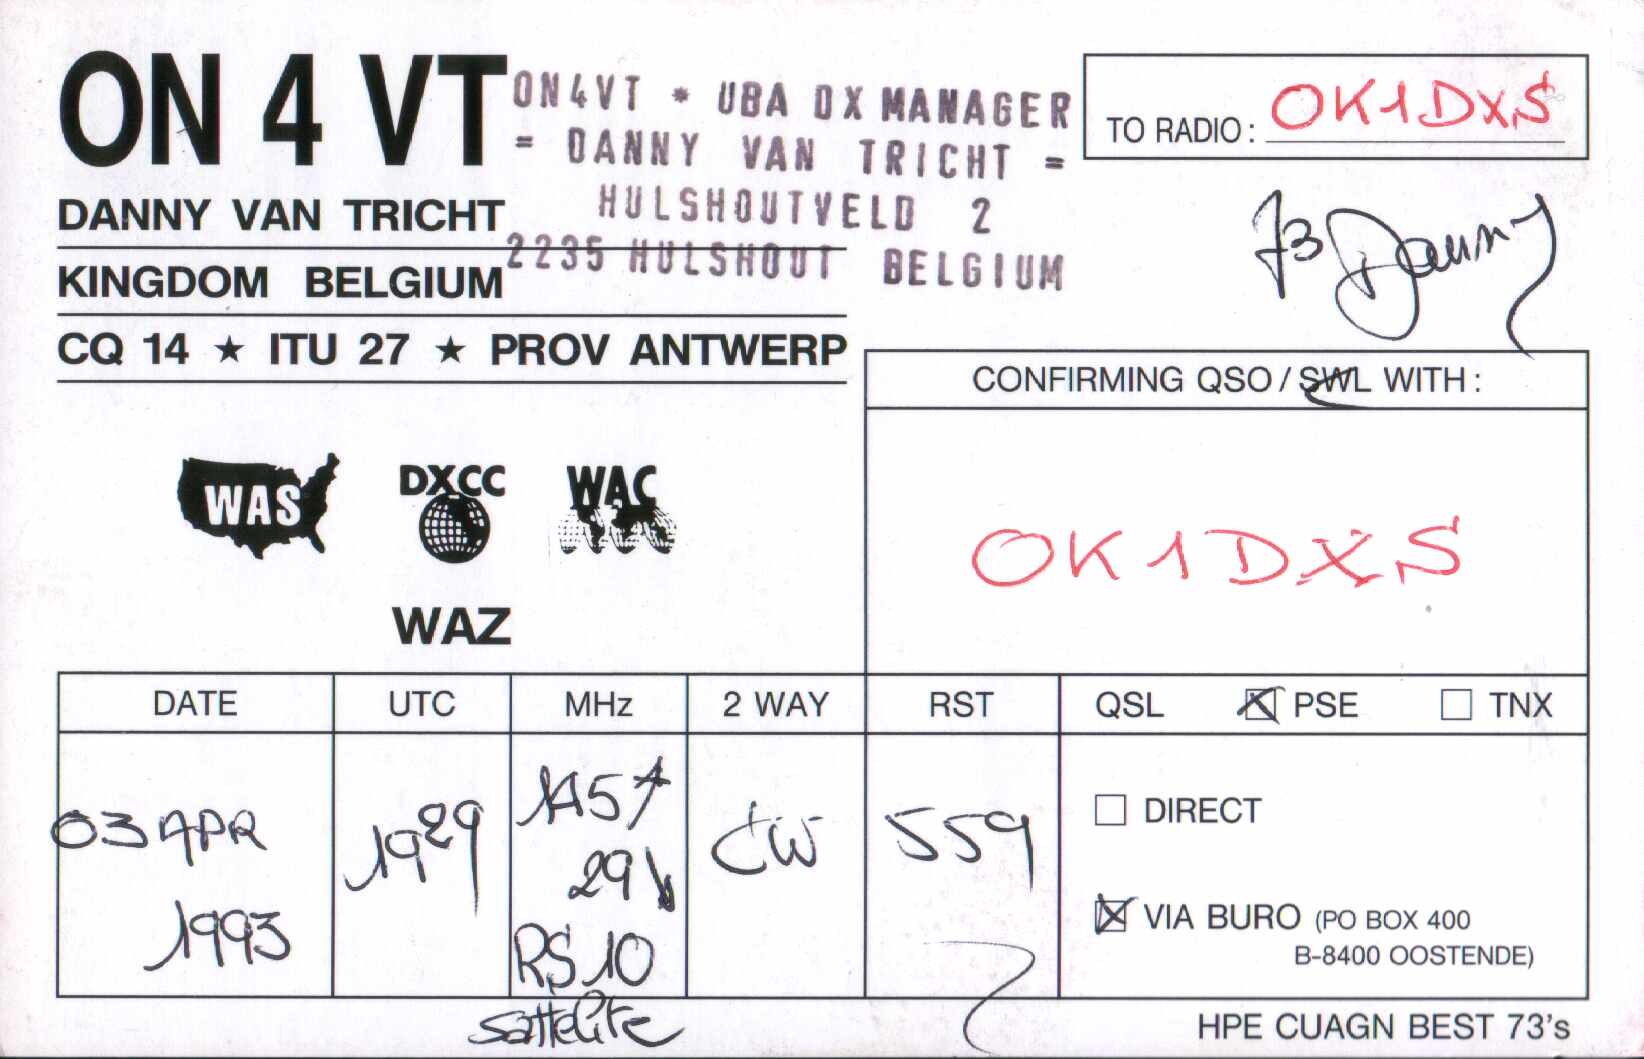 ON 4 VT
ON4VT * UBA DX MANAGER
= DANNY VAN TRICHT =
HULSHOUTVELD 2
2235 HULSHOUT BELGIUM
TO RADIO: OK1DXS
DANNY VAN TRICHT
KINGDOM BELGIUM
CQ 14 ★ ITU 27 ★ PROV ANTWERP
73 Danny
CONFIRMING QSO / SWL WITH:
OK1DXS
WAS
DXCC
WAC
WAZ
DATE UTC MHz 2 WAY RST QSL PSE TNX
03 APR 1993
1929
145↑
29↓
RS 10
sattelite
CW
559
DIRECT
VIA BURO (PO BOX 400
B-8400 OOSTENDE)
HPE CUAGN BEST 73's